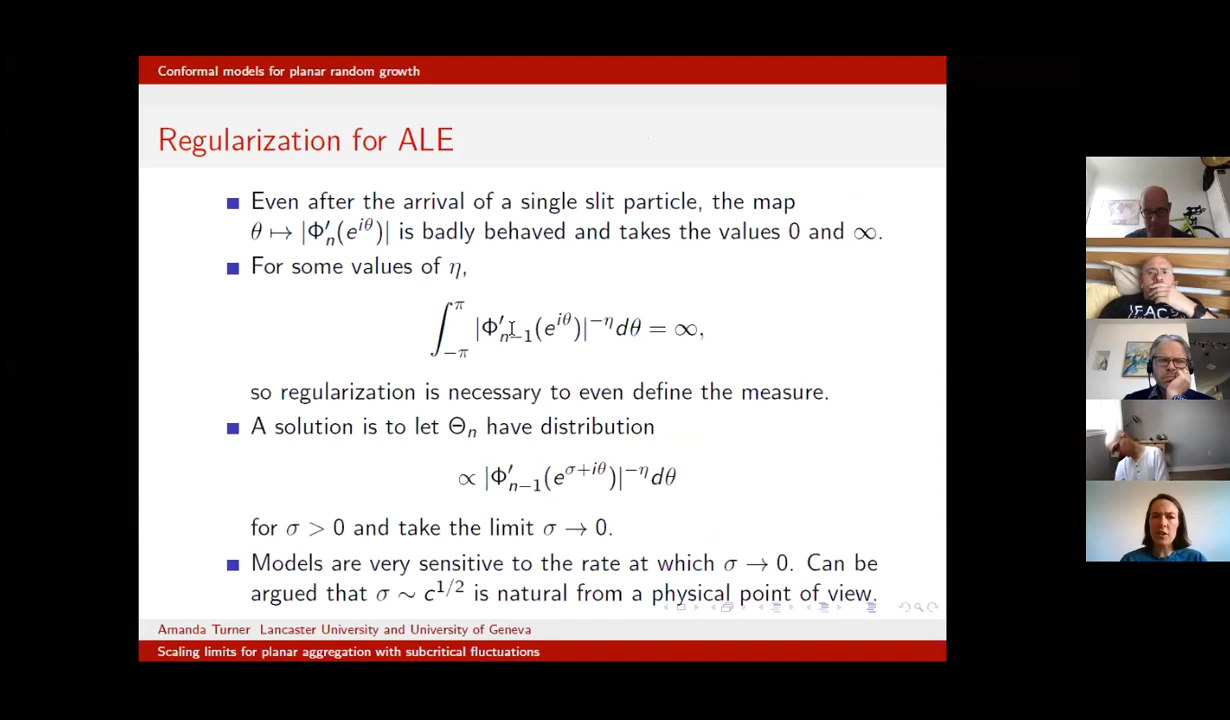 Conformal models for planar random growth
Regularization for ALE
Even after the arrival of a single slit particle, the map
θ ↦ |Φ′ₙ(e^{iθ})| is badly behaved and takes the values 0 and ∞.
For some values of η,
∫_{−π}^{π} |Φ′_{n−1}(e^{iθ})|^{−η} dθ = ∞,
so regularization is necessary to even define the measure.
A solution is to let Θₙ have distribution
∝ |Φ′_{n−1}(e^{σ+iθ})|^{−η} dθ
for σ > 0 and take the limit σ → 0.
Models are very sensitive to the rate at which σ → 0. Can be
argued that σ ∼ c^{1/2} is natural from a physical point of view.
Amanda Turner Lancaster University and University of Geneva
Scaling limits for planar aggregation with subcritical fluctuations